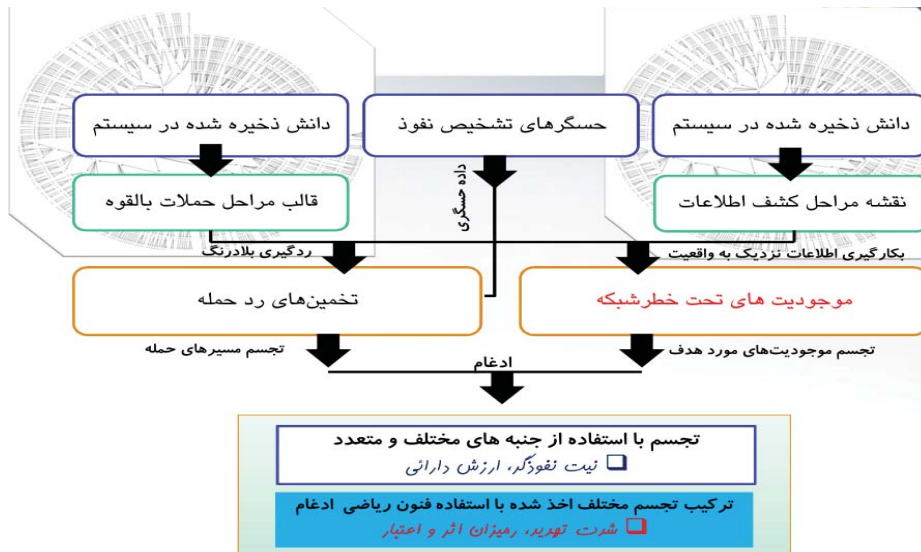 دانش ذخیره شده در سیستم
حسگرهای تشخیص نفوذ
دانش ذخیره شده در سیستم
نقشه مراحل کشف اطلاعات
داده حسگری
قالب مراحل حملات بالقوه
بکارگیری اطلاعات نزدیک به واقعیت
ردگیری بلادرنگ
موجودیت های تحت خطرشبکه
تخمین‌های رد حمله
تجسم موجودیت‌های مورد هدف
تجسم مسیرهای حمله
ادغام
تجسم با استفاده از جنبه های مختلف و متعدد
نیت نفوذگر، ارزش دارائی
ترکیب تجسم مختلف اخذ شده با استفاده فنون ریاضی ادغام
شدت تهدید، رمیزان اثر و اعتبار